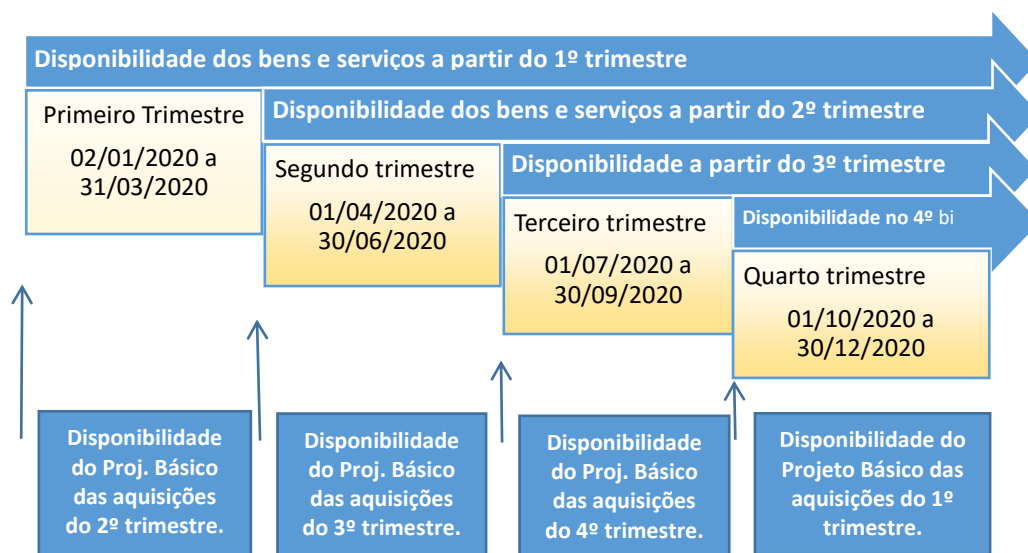 Disponibilidade dos bens e serviços a partir do 1º trimestre
Primeiro Trimestre
02/01/2020 a
31/03/2020
Disponibilidade dos bens e serviços a partir do 2º trimestre
Segundo trimestre
01/04/2020 a
30/06/2020
Disponibilidade a partir do 3º trimestre
Terceiro trimestre
01/07/2020 a
30/09/2020
Disponibilidade no 4º bi
Quarto trimestre
01/10/2020 a
30/12/2020
Disponibilidade
do Proj. Básico
das aquisições
do 2º trimestre.
Disponibilidade
do Proj. Básico
das aquisições
do 3º trimestre.
Disponibilidade
do Proj. Básico
das aquisições
do 4º trimestre.
Disponibilidade do
Projeto Básico das
aquisições do 1º
trimestre.